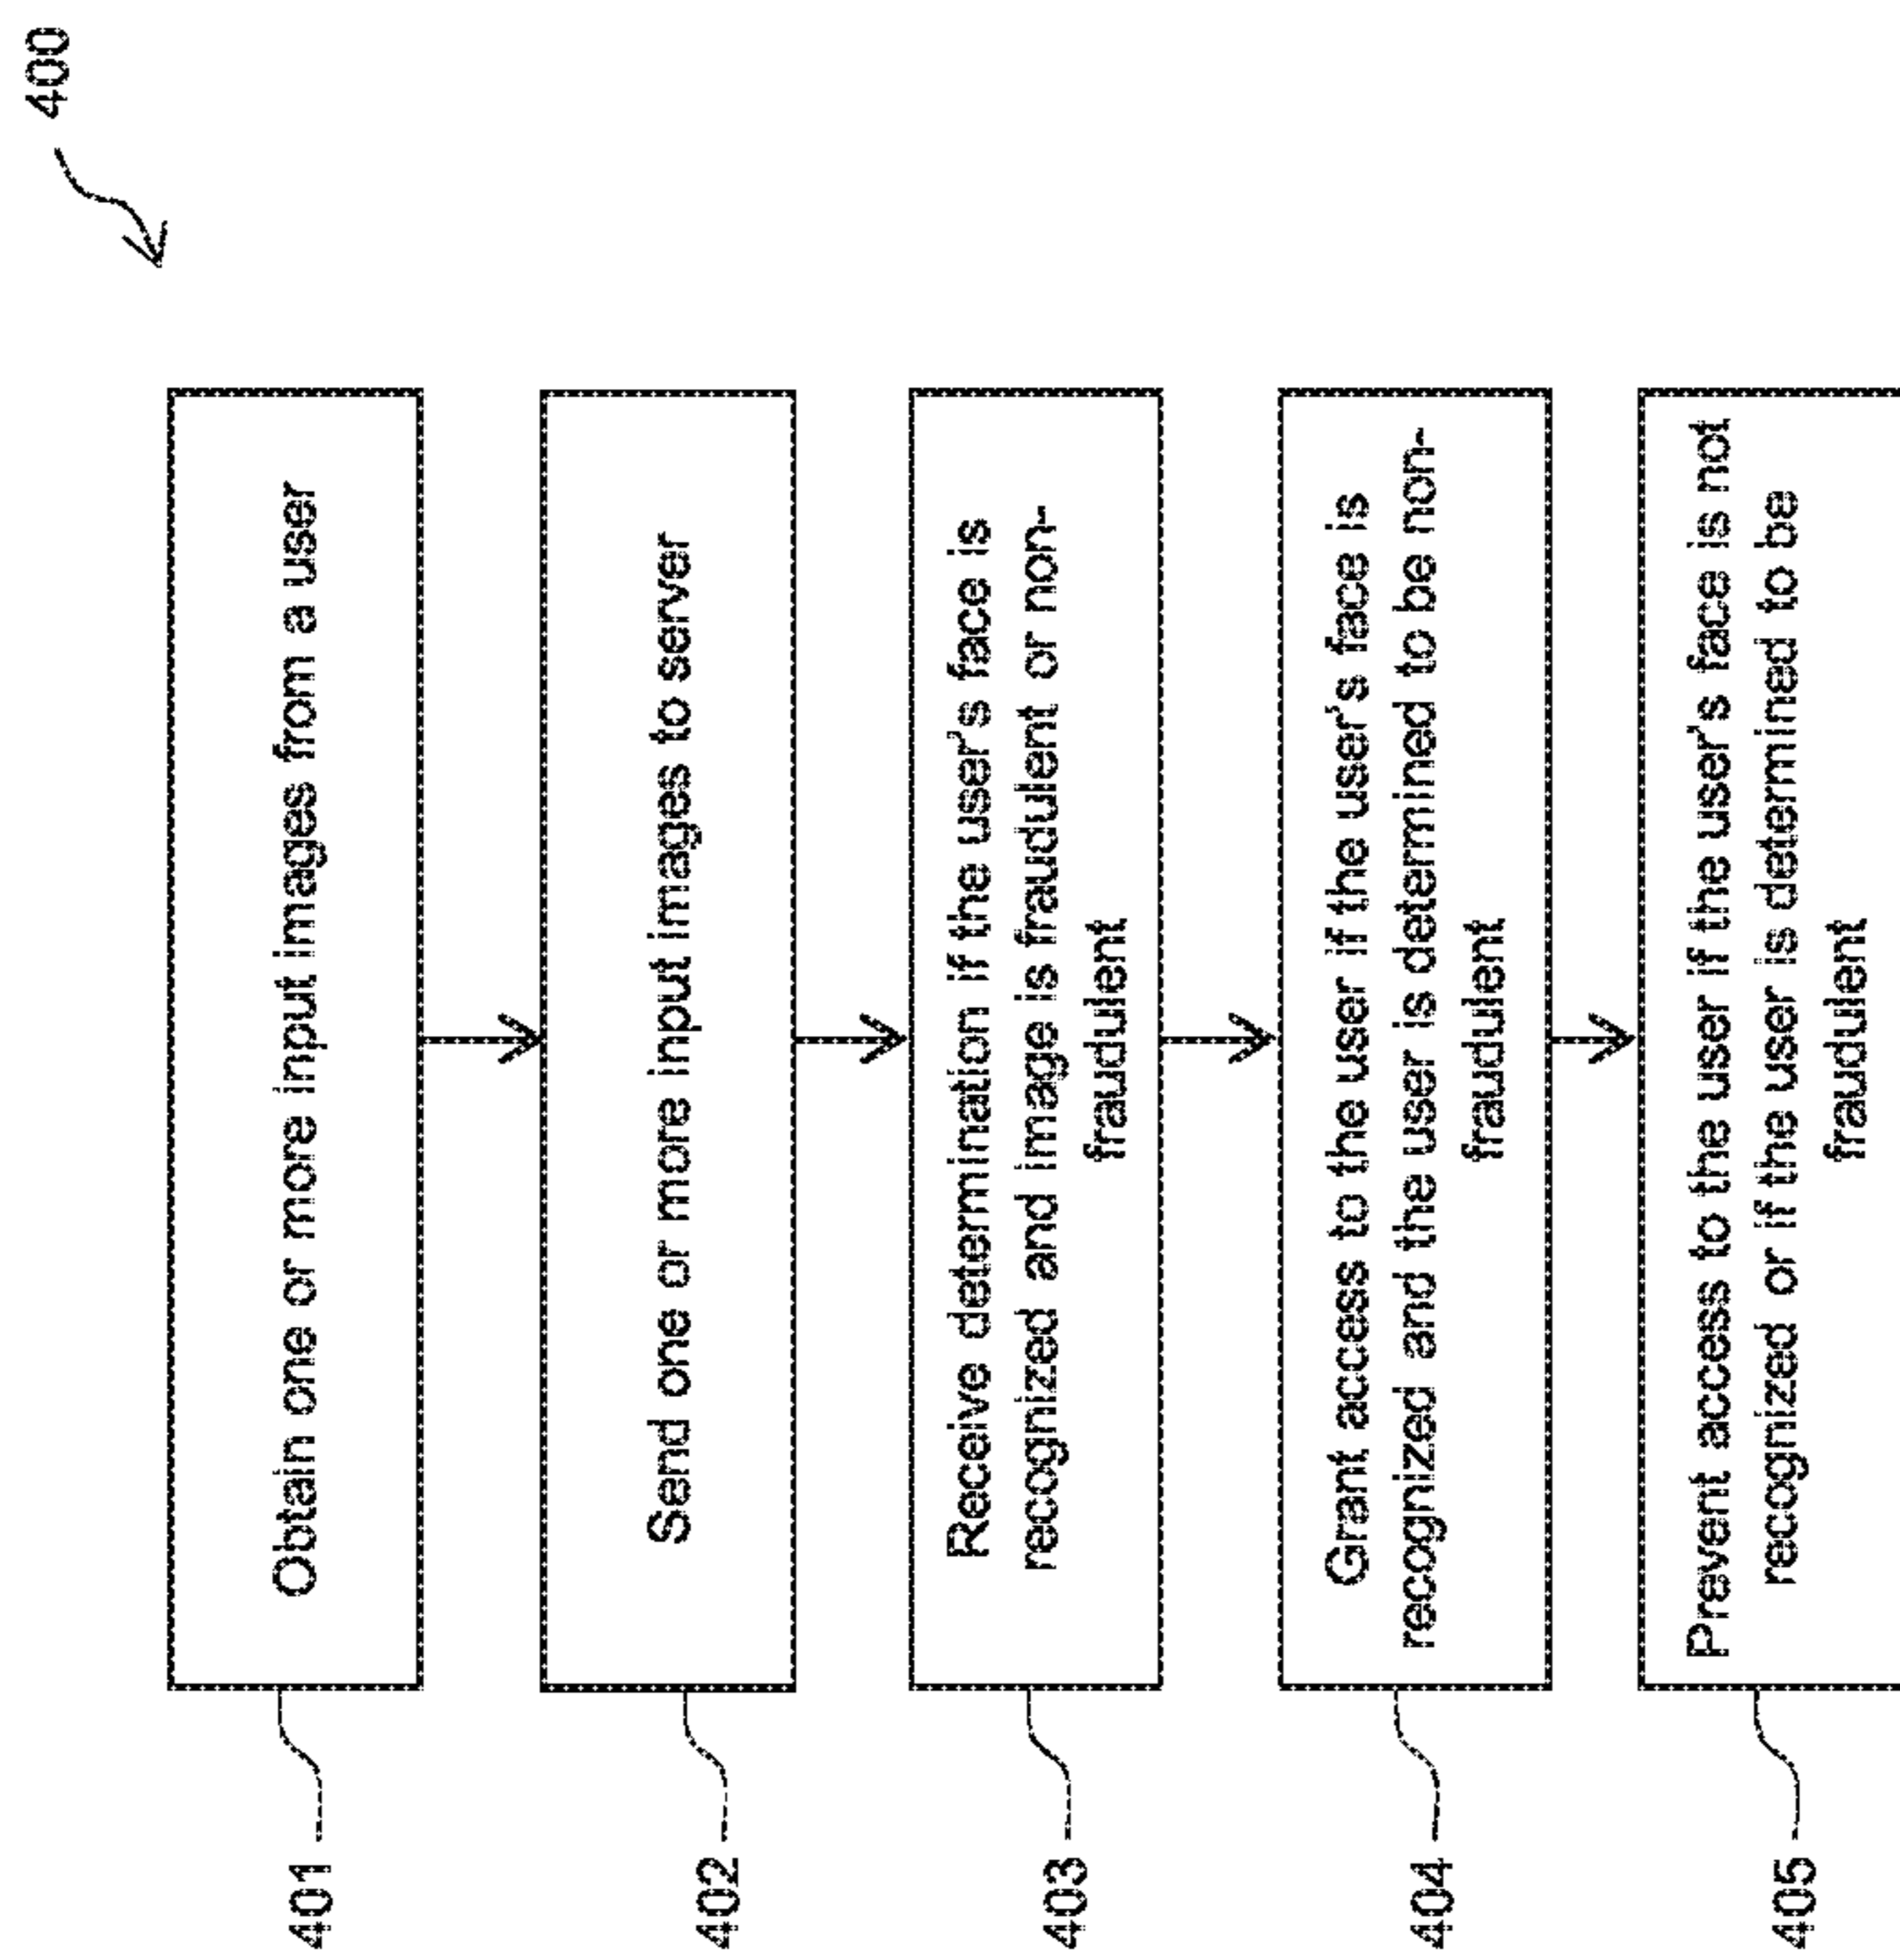 400
401
Obtain one or more input images from a user
402
Send one or more input images to server
403
Receive determination if the user's face is
recognized and image is fraudulent or non-
fraudulent
404
Grant access to the user if the user's face is
recognized and the user is determined to be non-
fraudulent
405
Prevent access to the user if the user's face is not
recognized or if the user is determined to be
fraudulent